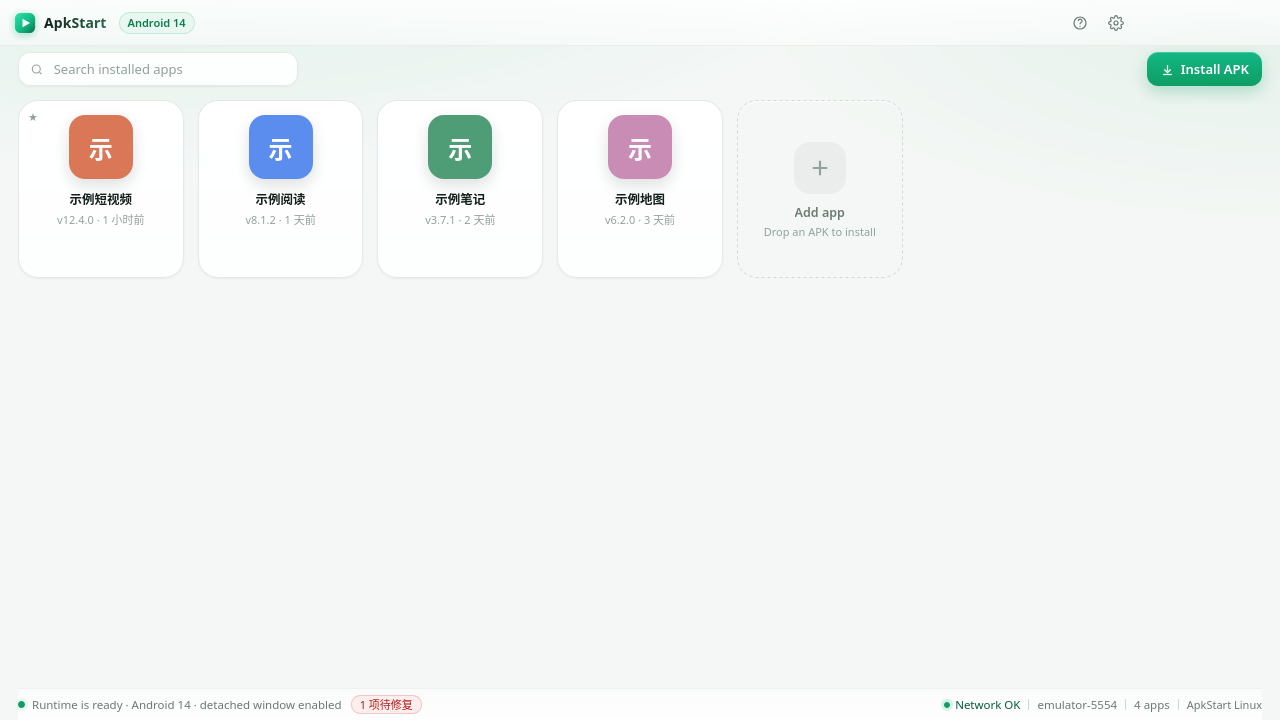 ApkStart Android 14
Search installed apps
Install APK
示 示 示 示
示例短视频 示例阅读 示例笔记 示例地图
v12.4.0 · 1 小时前 v8.1.2 · 1 天前 v3.7.1 · 2 天前 v6.2.0 · 3 天前
Add app
Drop an APK to install
Runtime is ready · Android 14 · detached window enabled 1 项待修复 Network OK emulator-5554 4 apps ApkStart Linux